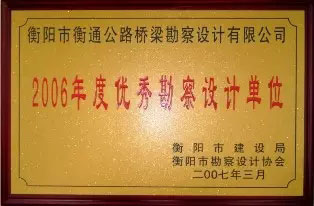 衡阳市衡通公路桥梁勘察设计有限公司
2006年度优秀勘察设计单位
衡阳市建设局
衡阳市勘察设计协会
二00七年三月